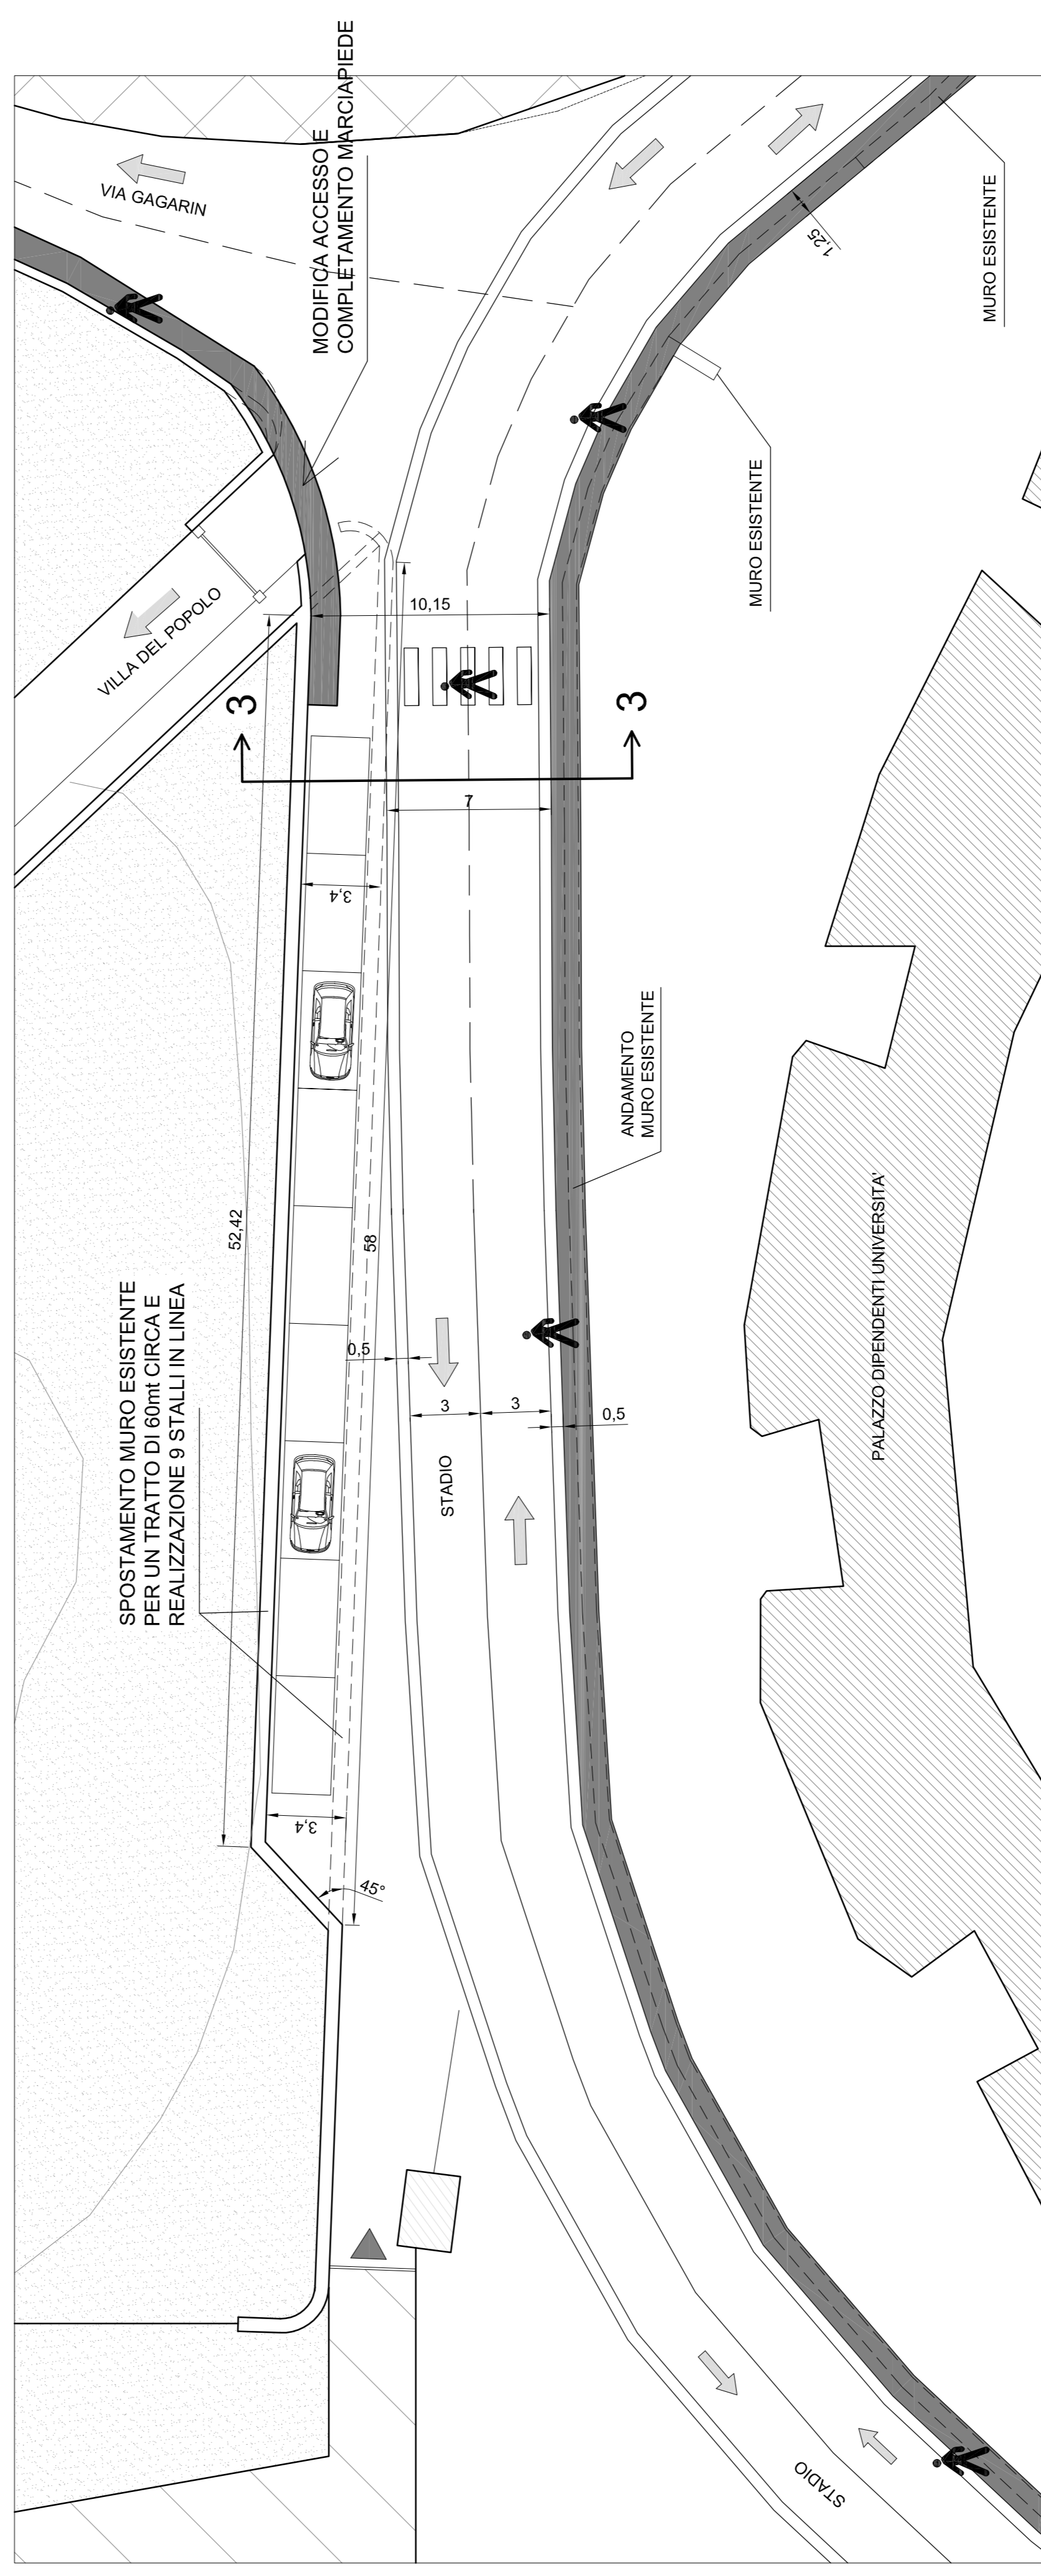 MODIFICA ACCESSO E
COMPLETAMENTO MARCIAPIEDE
VIA GAGARIN
MURO ESISTENTE
1,25
MURO ESISTENTE
VILLA DEL POPOLO
10,15
3
3
7
3,4
ANDAMENTO
MURO ESISTENTE
52,42
58
SPOSTAMENTO MURO ESISTENTE
PER UN TRATTO DI 60mt CIRCA E
REALIZZAZIONE 9 STALLI IN LINEA
PALAZZO DIPENDENTI UNIVERSITA'
0,5
3
3
0,5
STADIO
3,4
45°
STADIO